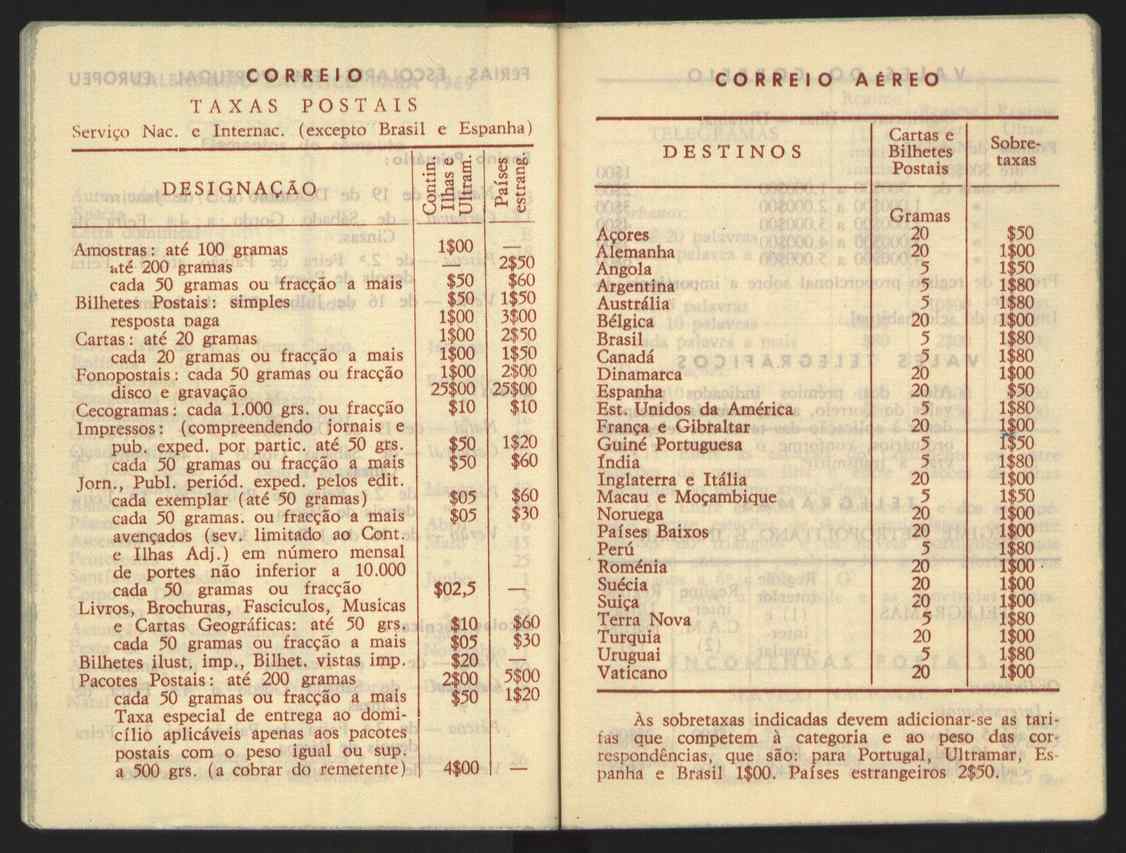 CORREIO
TAXAS POSTAIS
Serviço Nac. e Internac. (excepto Brasil e Espanha)
DESIGNAÇÃO Contin. Ilhas e Ultram. Países estrang.
Amostras: até 100 gramas 1$00 —
até 200 gramas — 2$50
cada 50 gramas ou fracção a mais $50 $60
Bilhetes Postais: simples $50 1$50
resposta paga 1$00 3$00
Cartas: até 20 gramas 1$00 2$50
cada 20 gramas ou fracção a mais 1$00 1$50
Fonopostais: cada 50 gramas ou fracção 1$00 2$00
disco e gravação 25$00 25$00
Cecogramas: cada 1.000 grs. ou fracção $10 $10
Impressos: (compreendendo jornais e
pub. exped. por partic. até 50 grs. $50 1$20
cada 50 gramas ou fracção a mais $50 $60
Jorn., Publ. periód. exped. pelos edit.
cada exemplar (até 50 gramas) $05 $60
cada 50 gramas. ou fracção a mais $05 $30
avençados (sev. limitado ao Cont.
e Ilhas Adj.) em número mensal
de portes não inferior a 10.000
cada 50 gramas ou fracção $02,5 —
Livros, Brochuras, Fasciculos, Musicas
e Cartas Geográficas: até 50 grs. $10 $60
cada 50 gramas ou fracção a mais $05 $30
Bilhetes ilust. imp., Bilhet. vistas imp. $20 —
Pacotes Postais: até 200 gramas 2$00 5$00
cada 50 gramas ou fracção a mais $50 1$20
Taxa especial de entrega ao domi-
cílio aplicáveis apenas aos pacotes
postais com o peso igual ou sup.
a 500 grs. (a cobrar do remetente) 4$00 —
CORREIO AÉREO
DESTINOS Cartas e Bilhetes Postais Sobre-taxas
Gramas
Açores 20 $50
Alemanha 20 1$00
Angola 5 1$50
Argentina 5 1$80
Austrália 5 1$80
Bélgica 20 1$00
Brasil 5 1$80
Canadá 5 1$80
Dinamarca 20 1$00
Espanha 20 $50
Est. Unidos da América 5 1$80
França e Gibraltar 20 1$00
Guiné Portuguesa 5 1$50
Índia 5 1$80
Inglaterra e Itália 20 1$00
Macau e Moçambique 5 1$50
Noruega 20 1$00
Países Baixos 20 1$00
Perú 5 1$80
Roménia 20 1$00
Suécia 20 1$00
Suiça 20 1$00
Terra Nova 5 1$80
Turquia 20 1$00
Uruguai 5 1$80
Vaticano 20 1$00
Às sobretaxas indicadas devem adicionar-se as tari-
fas que competem à categoria e ao peso das cor-
respondências, que são: para Portugal, Ultramar, Es-
panha e Brasil 1$00. Países estrangeiros 2$50.